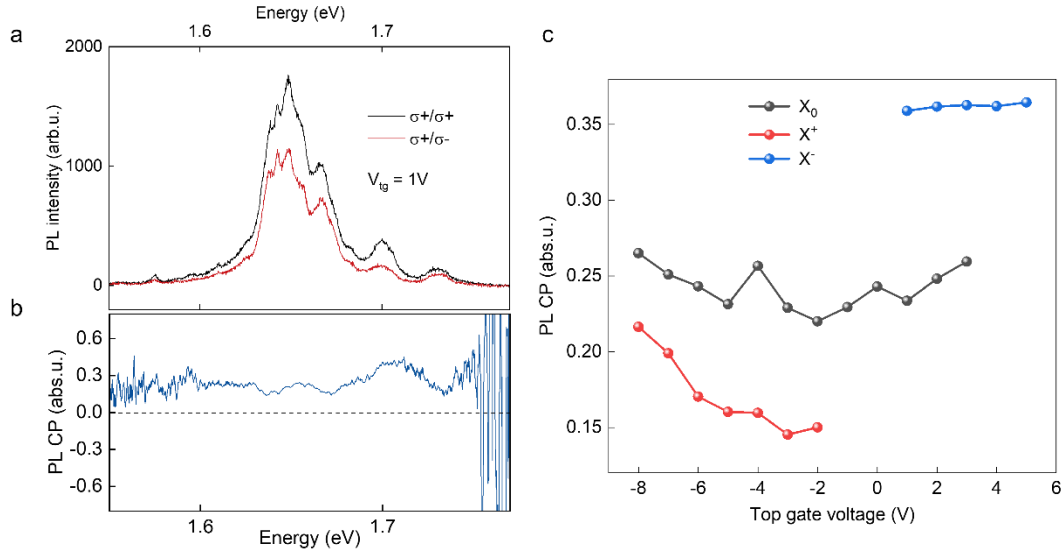 a
Energy (eV)
1.6
1.7
2000
1000
0
PL intensity (arb.u.)
σ+/σ+
σ+/σ-
Vtg = 1V
b
0.6
0.3
0.0
-0.3
-0.6
PL CP (abs.u.)
1.6
1.7
Energy (eV)
c
X0
X+
X-
0.35
0.30
0.25
0.20
0.15
PL CP (abs.u.)
-8 -6 -4 -2 0 2 4 6
Top gate voltage (V)